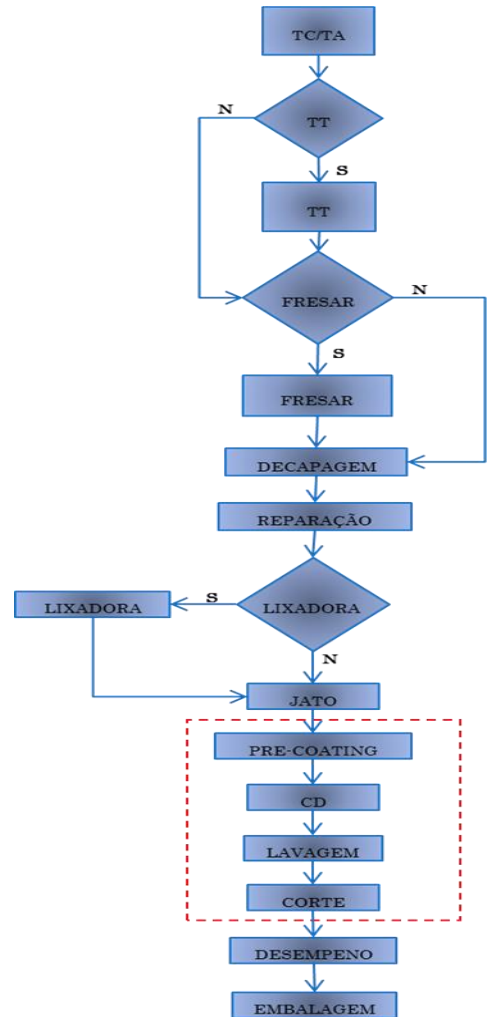 TC/TA
N
TT
S
TT
FRESAR
N
S
FRESAR
DECAPAGEM
REPARAÇÃO
LIXADORA
S
LIXADORA
N
JATO
PRE-COATING
CD
LAVAGEM
CORTE
DESEMPENO
EMBALAGEM